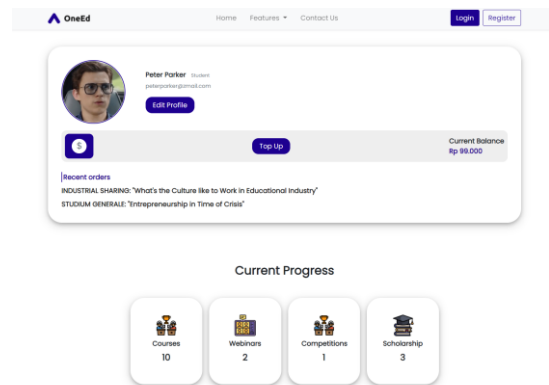 OneEd
Home Features Contact Us
Login Register
Peter Parker Student
peterparker@mail.com
Edit Profile
$
Top Up
Current Balance
Rp 99.000
Recent orders
INDUSTRIAL SHARING: "What's the Culture like to Work in Educational Industry"
STUDIUM GENERALE: "Entrepreneurship in Time of Crisis"
Current Progress
Courses
10
Webinars
2
Competitions
1
Scholarship
3